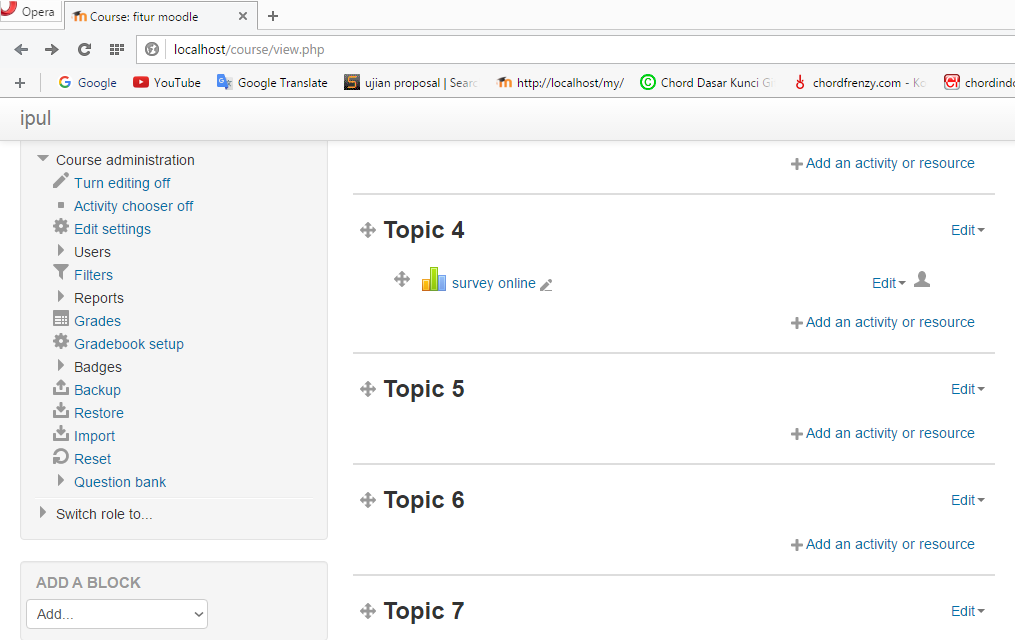 Opera
Course: fitur moodle
localhost/course/view.php
Google
YouTube
Google Translate
ujian proposal | Sear
http://localhost/my/
Chord Dasar Kunci G
chordfrenzy.com - Ko
chordindo
ipul
Course administration
Turn editing off
Activity chooser off
Edit settings
Users
Filters
Reports
Grades
Gradebook setup
Badges
Backup
Restore
Import
Reset
Question bank
Switch role to...
ADD A BLOCK
Add...
Add an activity or resource
Topic 4
Edit
survey online
Edit
Add an activity or resource
Topic 5
Edit
Add an activity or resource
Topic 6
Edit
Add an activity or resource
Topic 7
Edit